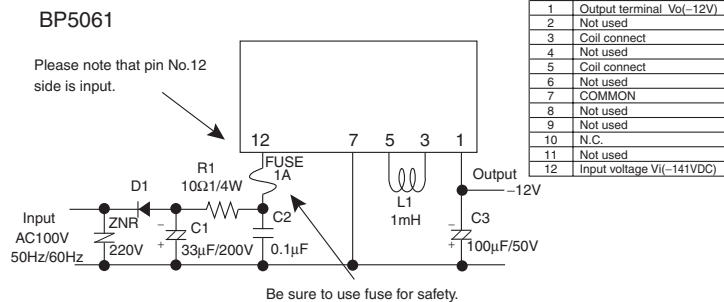 BP5061
Please note that pin No.12
side is input.
12 7 5 3 1
FUSE
1A
R1
10Ω1/4W
D1
L1
1mH
Output
−12V
Input
AC100V
50Hz/60Hz
ZNR
220V
− C1
+ 33μF/200V
C2
0.1μF
− C3
+ 100μF/50V
Be sure to use fuse for safety.
1 Output terminal Vo(−12V)
2 Not used
3 Coil connect
4 Not used
5 Coil connect
6 Not used
7 COMMON
8 Not used
9 Not used
10 N.C.
11 Not used
12 Input voltage Vi(−141VDC)